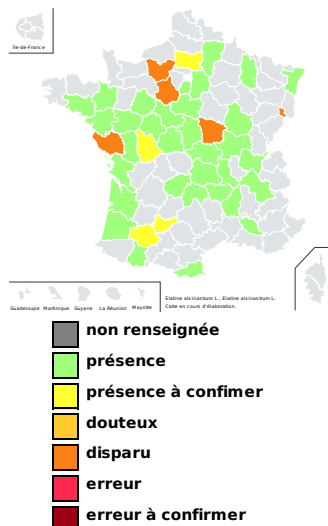 Île-de-France
Guadeloupe Martinique Guyane La Réunion Mayotte
Elatine alsinastrum L., Elatine alsinastrum L.
Carte en cours d'élaboration.
non renseignée
présence
présence à confimer
douteux
disparu
erreur
erreur à confirmer